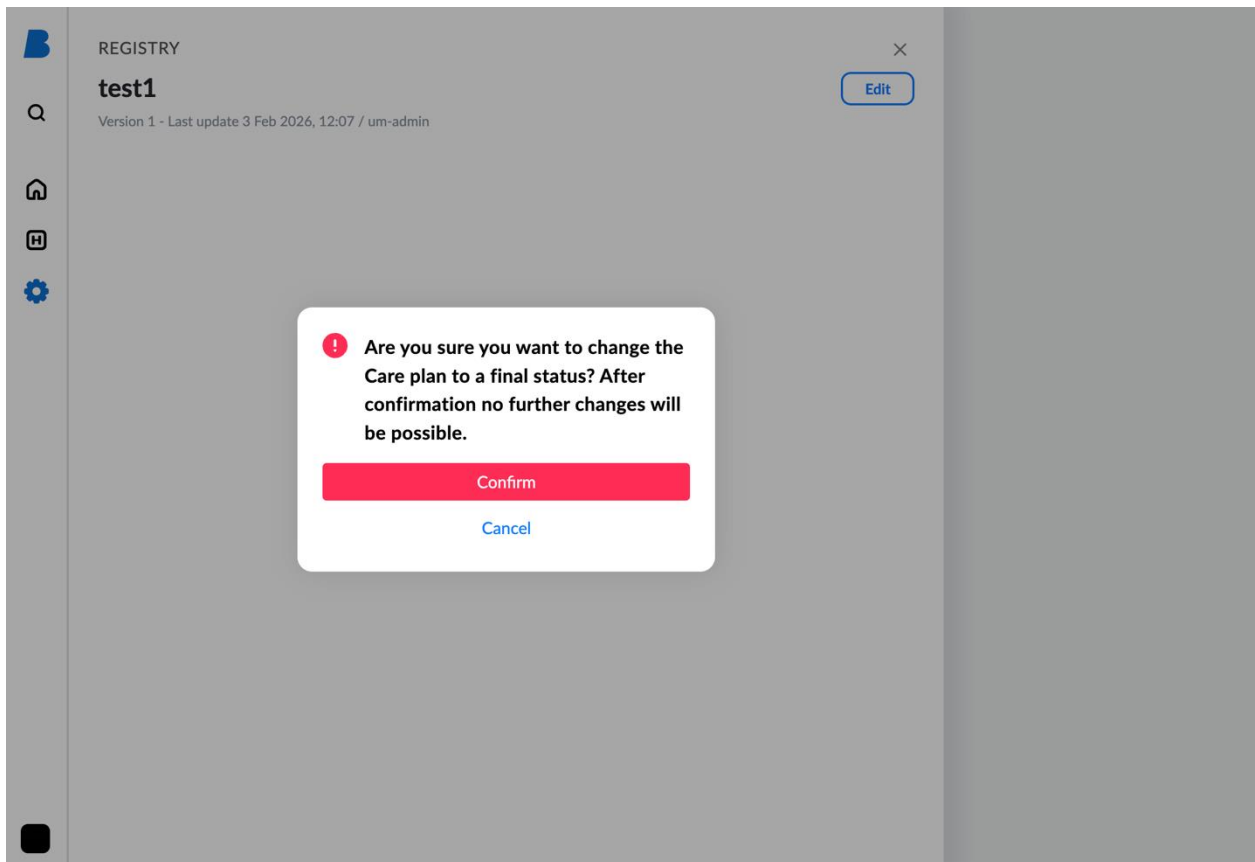 REGISTRY
test1
Edit
Version 1 - Last update 3 Feb 2026, 12:07 / um-admin
Are you sure you want to change the
Care plan to a final status? After
confirmation no further changes will
be possible.
Confirm
Cancel